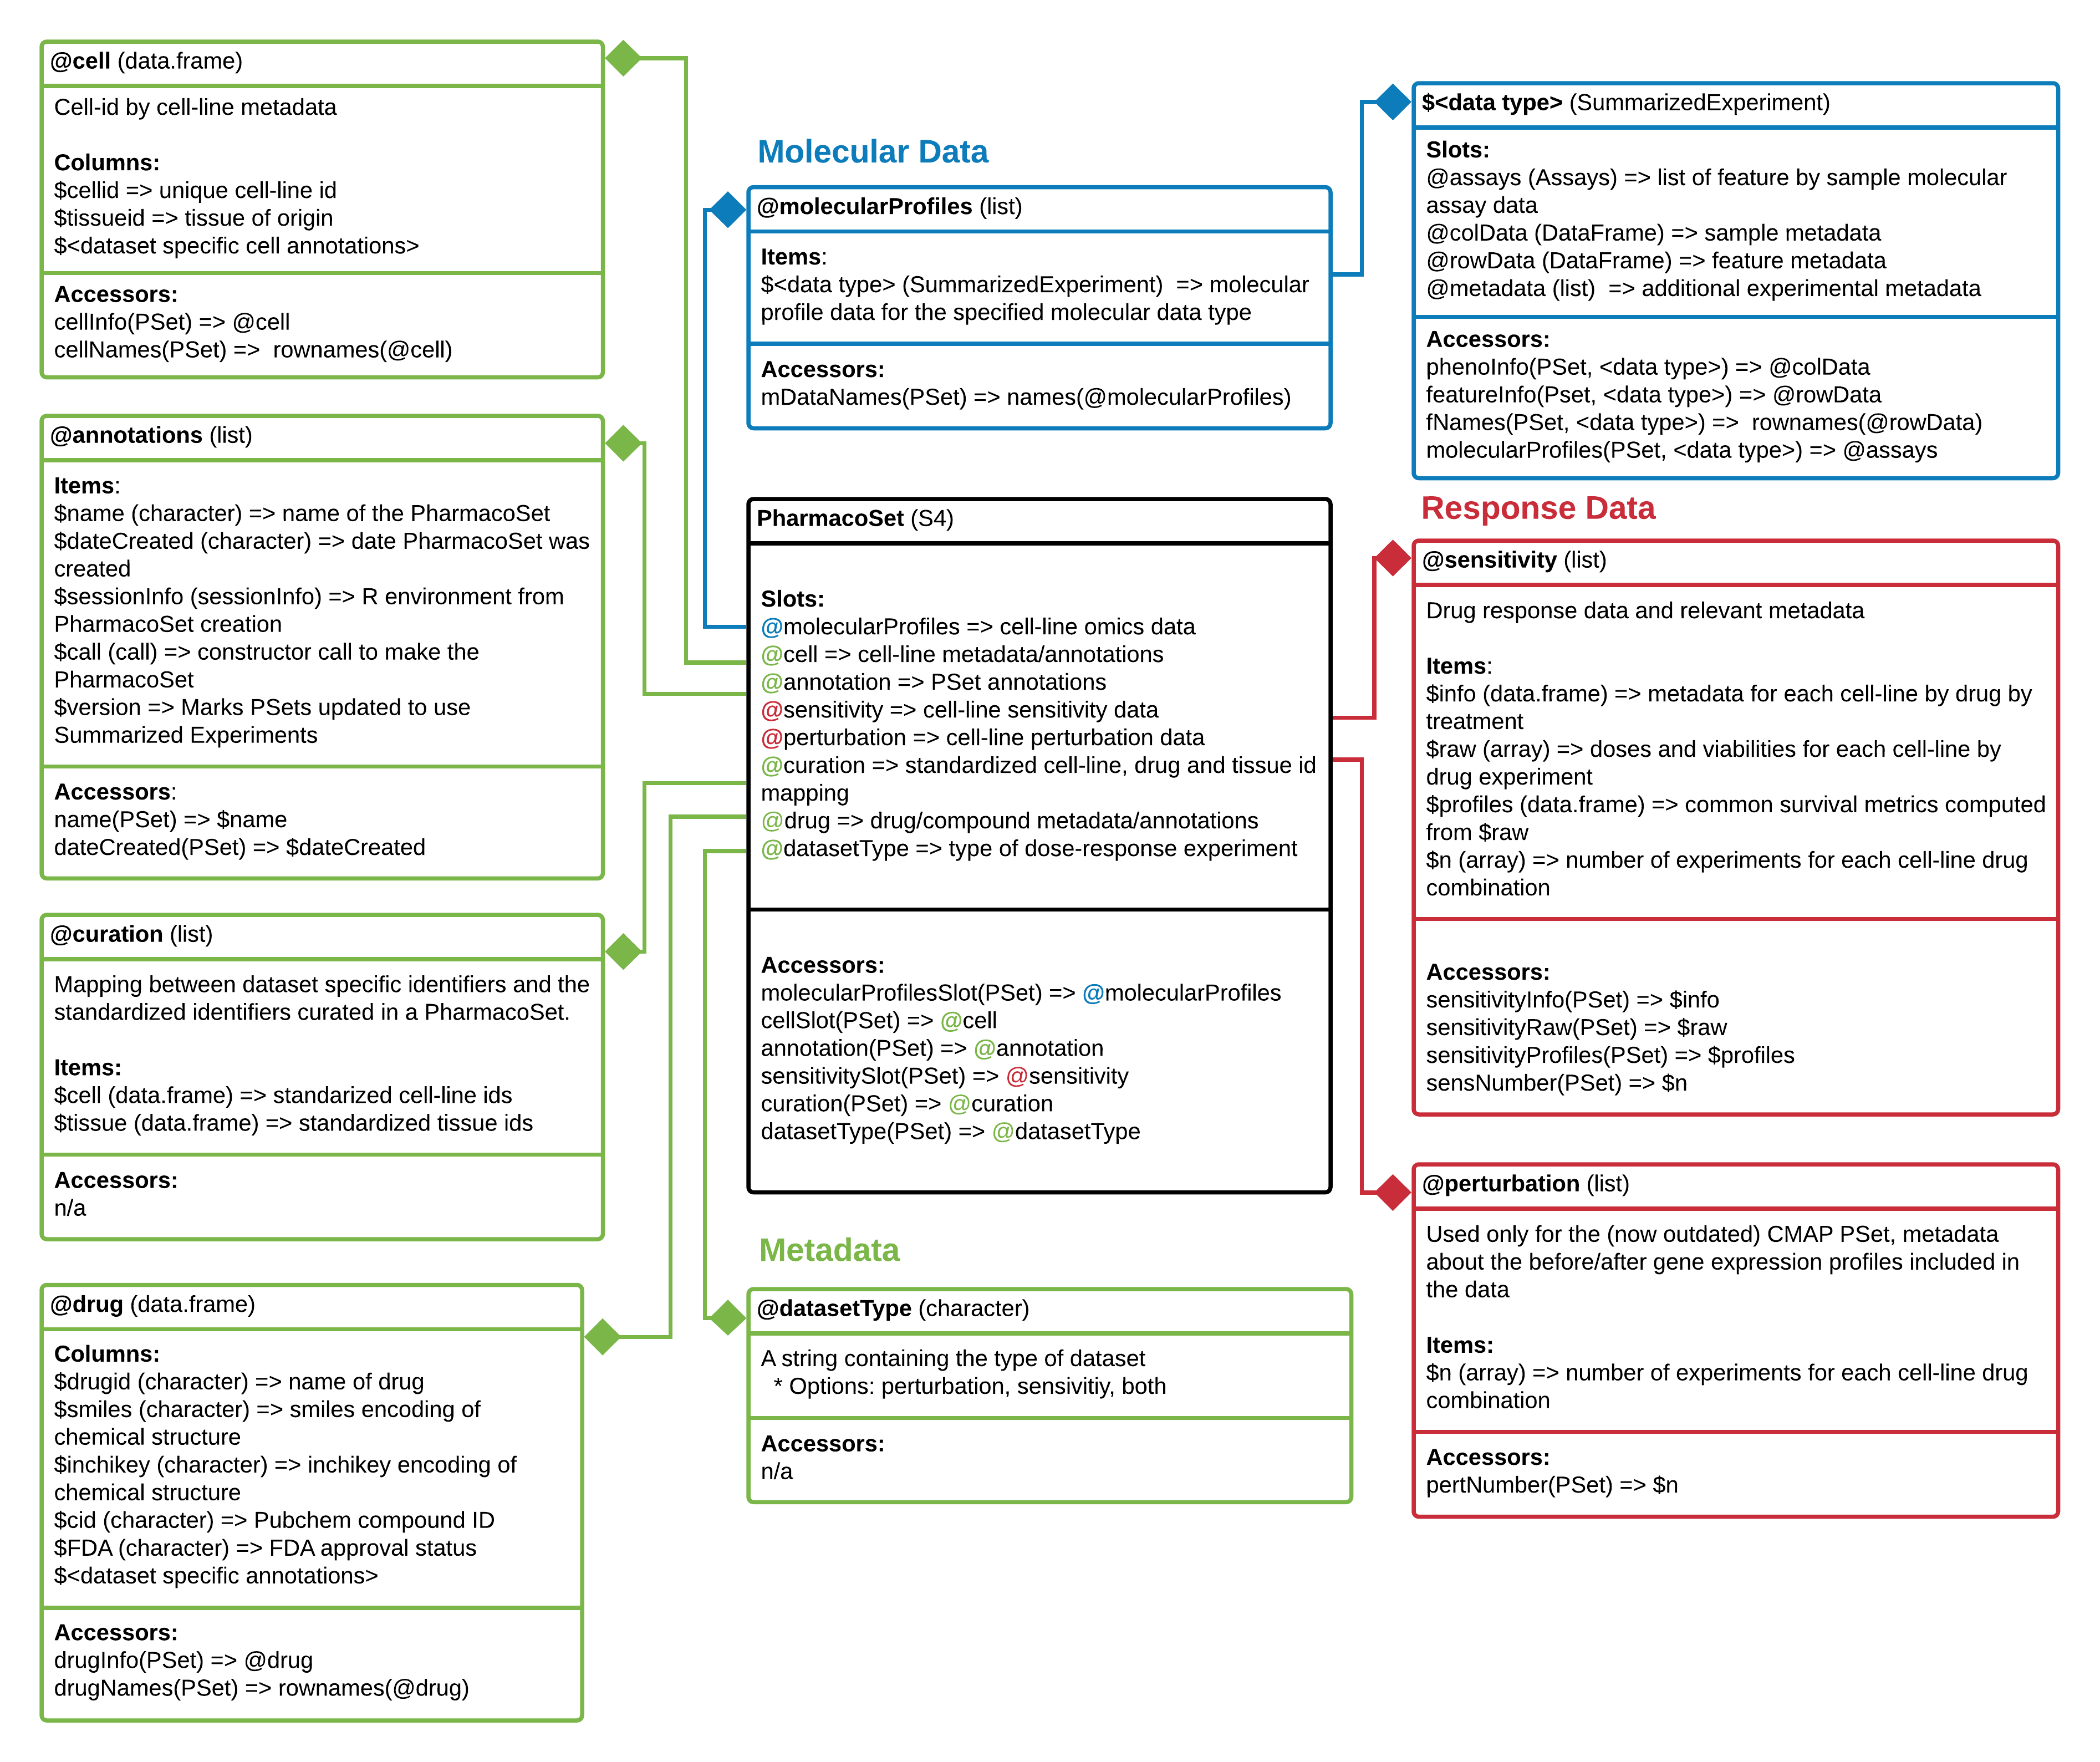 @cell (data.frame)
Cell-id by cell-line metadata
Columns:
$cellid => unique cell-line id
$tissueid => tissue of origin
$<dataset specific cell annotations>
Accessors:
cellInfo(PSet) => @cell
cellNames(PSet) =>  rownames(@cell)
@annotations (list)
Items:
$name (character) => name of the PharmacoSet
$dateCreated (character) => date PharmacoSet was
created
$sessionInfo (sessionInfo) => R environment from
PharmacoSet creation
$call (call) => constructor call to make the
PharmacoSet
$version => Marks PSets updated to use
Summarized Experiments
Accessors:
name(PSet) => $name
dateCreated(PSet) => $dateCreated
@curation (list)
Mapping between dataset specific identifiers and the
standardized identifiers curated in a PharmacoSet.
Items:
$cell (data.frame) => standarized cell-line ids
$tissue (data.frame) => standardized tissue ids
Accessors:
n/a
@drug (data.frame)
Columns:
$drugid (character) => name of drug
$smiles (character) => smiles encoding of
chemical structure
$inchikey (character) => inchikey encoding of
chemical structure
$cid (character) => Pubchem compound ID
$FDA (character) => FDA approval status
$<dataset specific annotations>
Accessors:
drugInfo(PSet) => @drug
drugNames(PSet) => rownames(@drug)
Molecular Data
@molecularProfiles (list)
Items:
$<data type> (SummarizedExperiment)  => molecular
profile data for the specified molecular data type
Accessors:
mDataNames(PSet) => names(@molecularProfiles)
PharmacoSet (S4)
Slots:
@molecularProfiles => cell-line omics data
@cell => cell-line metadata/annotations
@annotation => PSet annotations
@sensitivity => cell-line sensitivity data
@perturbation => cell-line perturbation data
@curation => standardized cell-line, drug and tissue id
mapping
@drug => drug/compound metadata/annotations
@datasetType => type of dose-response experiment
Accessors:
molecularProfilesSlot(PSet) => @molecularProfiles
cellSlot(PSet) => @cell
annotation(PSet) => @annotation
sensitivitySlot(PSet) => @sensitivity
curation(PSet) => @curation
datasetType(PSet) => @datasetType
Metadata
@datasetType (character)
A string containing the type of dataset
* Options: perturbation, sensivitiy, both
Accessors:
n/a
$<data type> (SummarizedExperiment)
Slots:
@assays (Assays) => list of feature by sample molecular
assay data
@colData (DataFrame) => sample metadata
@rowData (DataFrame) => feature metadata
@metadata (list)  => additional experimental metadata
Accessors:
phenoInfo(PSet, <data type>) => @colData
featureInfo(Pset, <data type>) => @rowData
fNames(PSet, <data type>) =>  rownames(@rowData)
molecularProfiles(PSet, <data type>) => @assays
Response Data
@sensitivity (list)
Drug response data and relevant metadata
Items:
$info (data.frame) => metadata for each cell-line by drug by
treatment
$raw (array) => doses and viabilities for each cell-line by
drug experiment
$profiles (data.frame) => common survival metrics computed
from $raw
$n (array) => number of experiments for each cell-line drug
combination
Accessors:
sensitivityInfo(PSet) => $info
sensitivityRaw(PSet) => $raw
sensitivityProfiles(PSet) => $profiles
sensNumber(PSet) => $n
@perturbation (list)
Used only for the (now outdated) CMAP PSet, metadata
about the before/after gene expression profiles included in
the data
Items:
$n (array) => number of experiments for each cell-line drug
combination
Accessors:
pertNumber(PSet) => $n